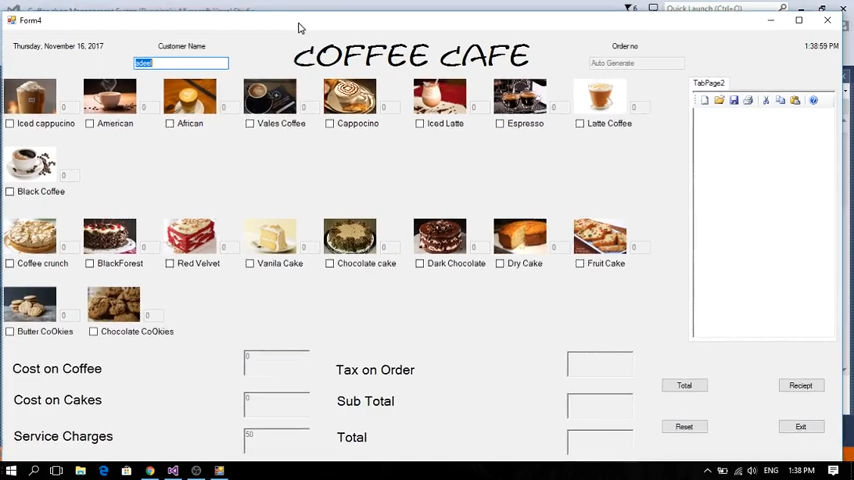 Form4
Quick Launch (Ctrl+Q)
Thursday, November 16, 2017
Customer Name
COFFEE CAFE
Order no
1:38:59 PM
adeel
Auto Generate
TabPage2
0 0 0 0 0 0 0 0
Iced cappucino American African Vales Coffee Cappocino Iced Latte Espresso Latte Coffee
0
Black Coffee
0 0 0 0 0 0 0 0
Coffee crunch BlackForest Red Velvet Vanila Cake Chocolate cake Dark Chocolate Dry Cake Fruit Cake
0 0
Butter CoOkies Chocolate CoOkies
Cost on Coffee 0 Tax on Order
Total Reciept
Cost on Cakes 0 Sub Total
Service Charges 50 Total
Reset Exit
ENG 1:38 PM